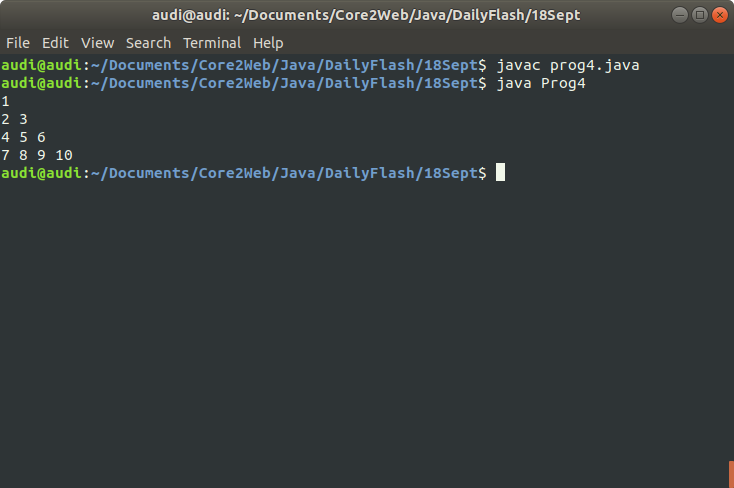 audi@audi: ~/Documents/Core2Web/Java/DailyFlash/18Sept
File Edit View Search Terminal Help
audi@audi:~/Documents/Core2Web/Java/DailyFlash/18Sept$ javac prog4.java
audi@audi:~/Documents/Core2Web/Java/DailyFlash/18Sept$ java Prog4
1
2 3
4 5 6
7 8 9 10
audi@audi:~/Documents/Core2Web/Java/DailyFlash/18Sept$